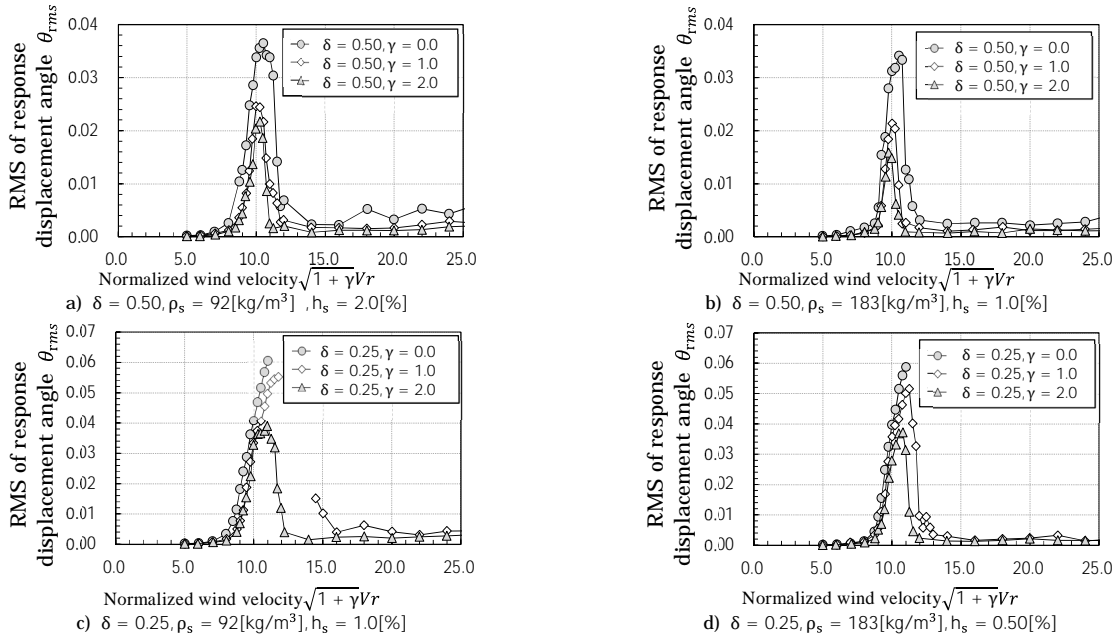 RMS of response
displacement angle θrms
0.04
0.03
0.02
0.01
0.00
δ = 0.50, γ = 0.0
δ = 0.50, γ = 1.0
δ = 0.50, γ = 2.0
0.0 5.0 10.0 15.0 20.0 25.0
Normalized wind velocity√1 + γVr
a) δ = 0.50, ρs = 92[kg/m³] , hs = 2.0[%]
RMS of response
displacement angle θrms
0.04
0.03
0.02
0.01
0.00
δ = 0.50, γ = 0.0
δ = 0.50, γ = 1.0
δ = 0.50, γ = 2.0
0.0 5.0 10.0 15.0 20.0 25.0
Normalized wind velocity√1 + γVr
b) δ = 0.50, ρs = 183[kg/m³], hs = 1.0[%]
RMS of response
displacement angle θrms
0.07
0.06
0.05
0.04
0.03
0.02
0.01
0.00
δ = 0.25, γ = 0.0
δ = 0.25, γ = 1.0
δ = 0.25, γ = 2.0
0.0 5.0 10.0 15.0 20.0 25.0
Normalized wind velocity√1 + γVr
c) δ = 0.25, ρs = 92[kg/m³], hs = 1.0[%]
RMS of response
displacement angle θrms
0.07
0.06
0.05
0.04
0.03
0.02
0.01
0.00
δ = 0.25, γ = 0.0
δ = 0.25, γ = 1.0
δ = 0.25, γ = 2.0
0.0 5.0 10.0 15.0 20.0 25.0
Normalized wind velocity√1 + γVr
d) δ = 0.25, ρs = 183[kg/m³], hs = 0.50[%]